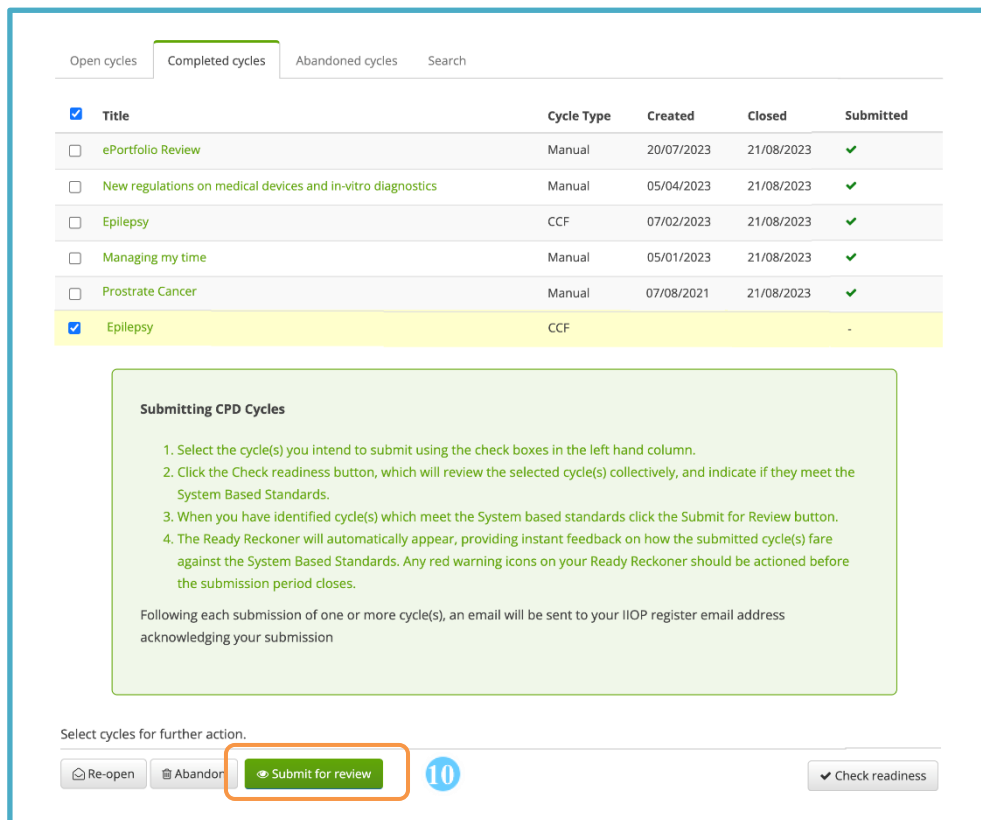 Open cycles Completed cycles Abandoned cycles Search
Title Cycle Type Created Closed Submitted
ePortfolio Review Manual 20/07/2023 21/08/2023
New regulations on medical devices and in-vitro diagnostics Manual 05/04/2023 21/08/2023
Epilepsy CCF 07/02/2023 21/08/2023
Managing my time Manual 05/01/2023 21/08/2023
Prostrate Cancer Manual 07/08/2021 21/08/2023
Epilepsy CCF -
Submitting CPD Cycles
1. Select the cycle(s) you intend to submit using the check boxes in the left hand column.
2. Click the Check readiness button, which will review the selected cycle(s) collectively, and indicate if they meet the
System Based Standards.
3. When you have identified cycle(s) which meet the System based standards click the Submit for Review button.
4. The Ready Reckoner will automatically appear, providing instant feedback on how the submitted cycle(s) fare
against the System Based Standards. Any red warning icons on your Ready Reckoner should be actioned before
the submission period closes.
Following each submission of one or more cycle(s), an email will be sent to your IIOP register email address
acknowledging your submission
Select cycles for further action.
Re-open Abandon Submit for review 10 Check readiness